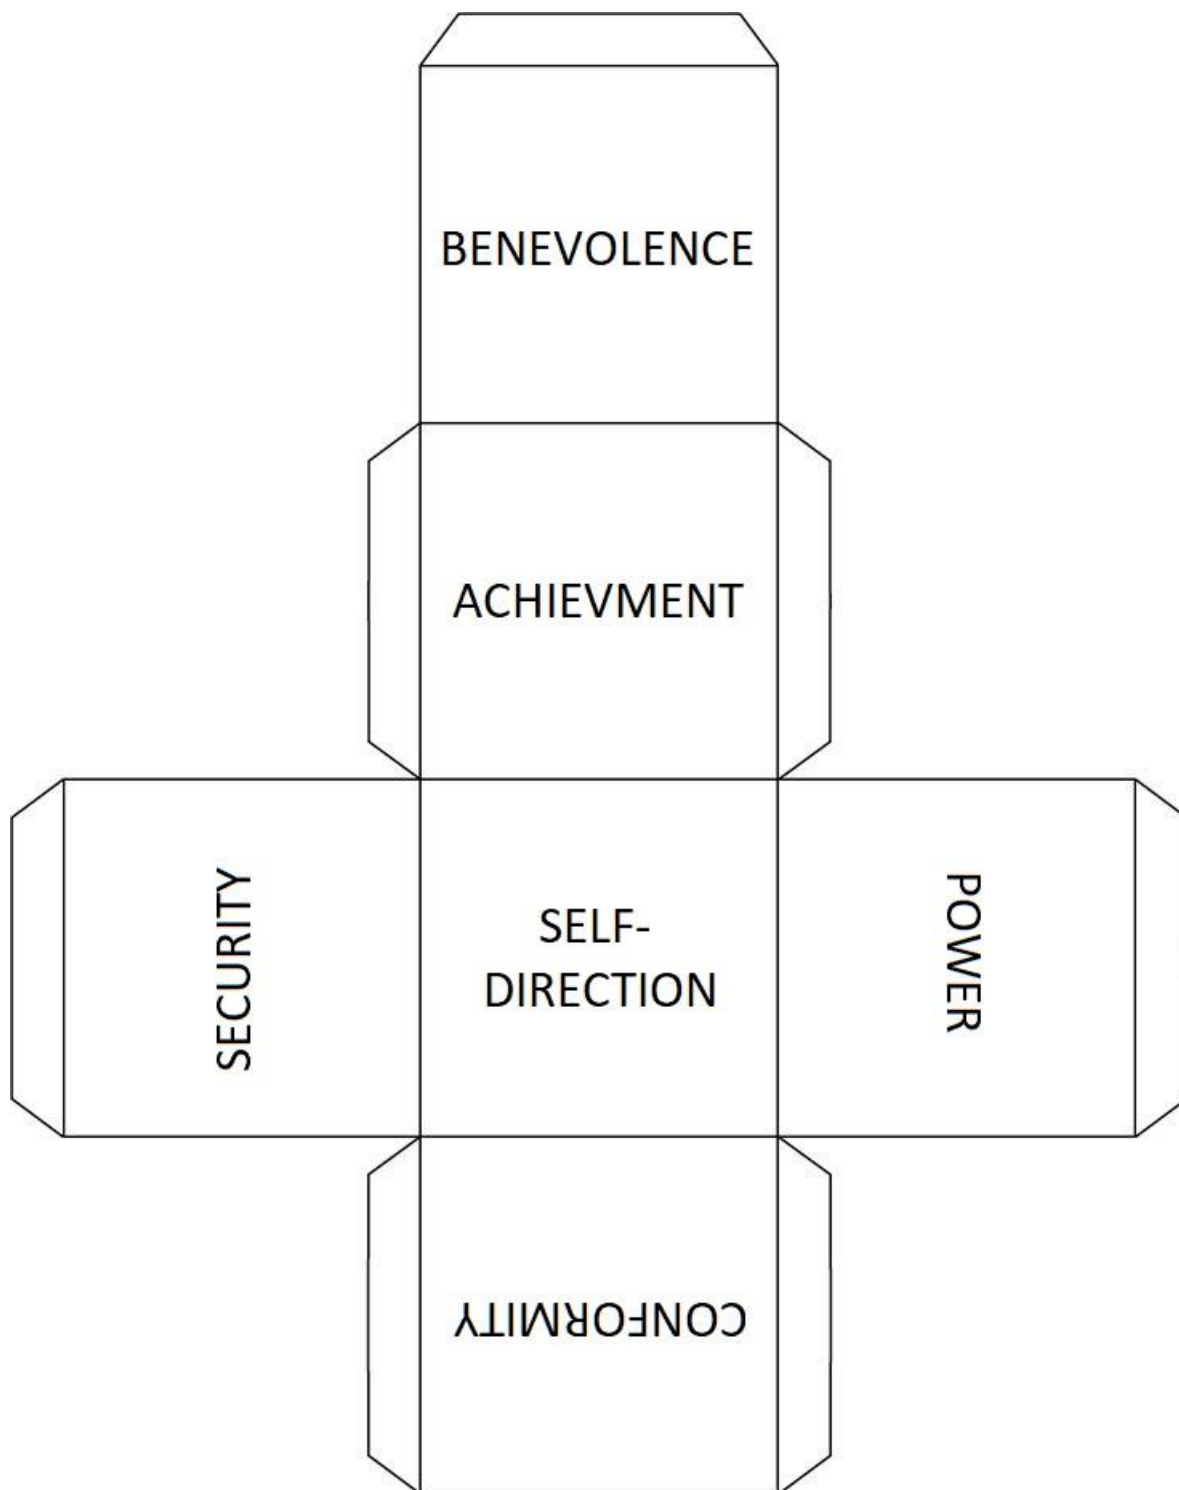 BENEVOLENCE
ACHIEVMENT
SECURITY
SELF-
DIRECTION
POWER
CONFORMITY